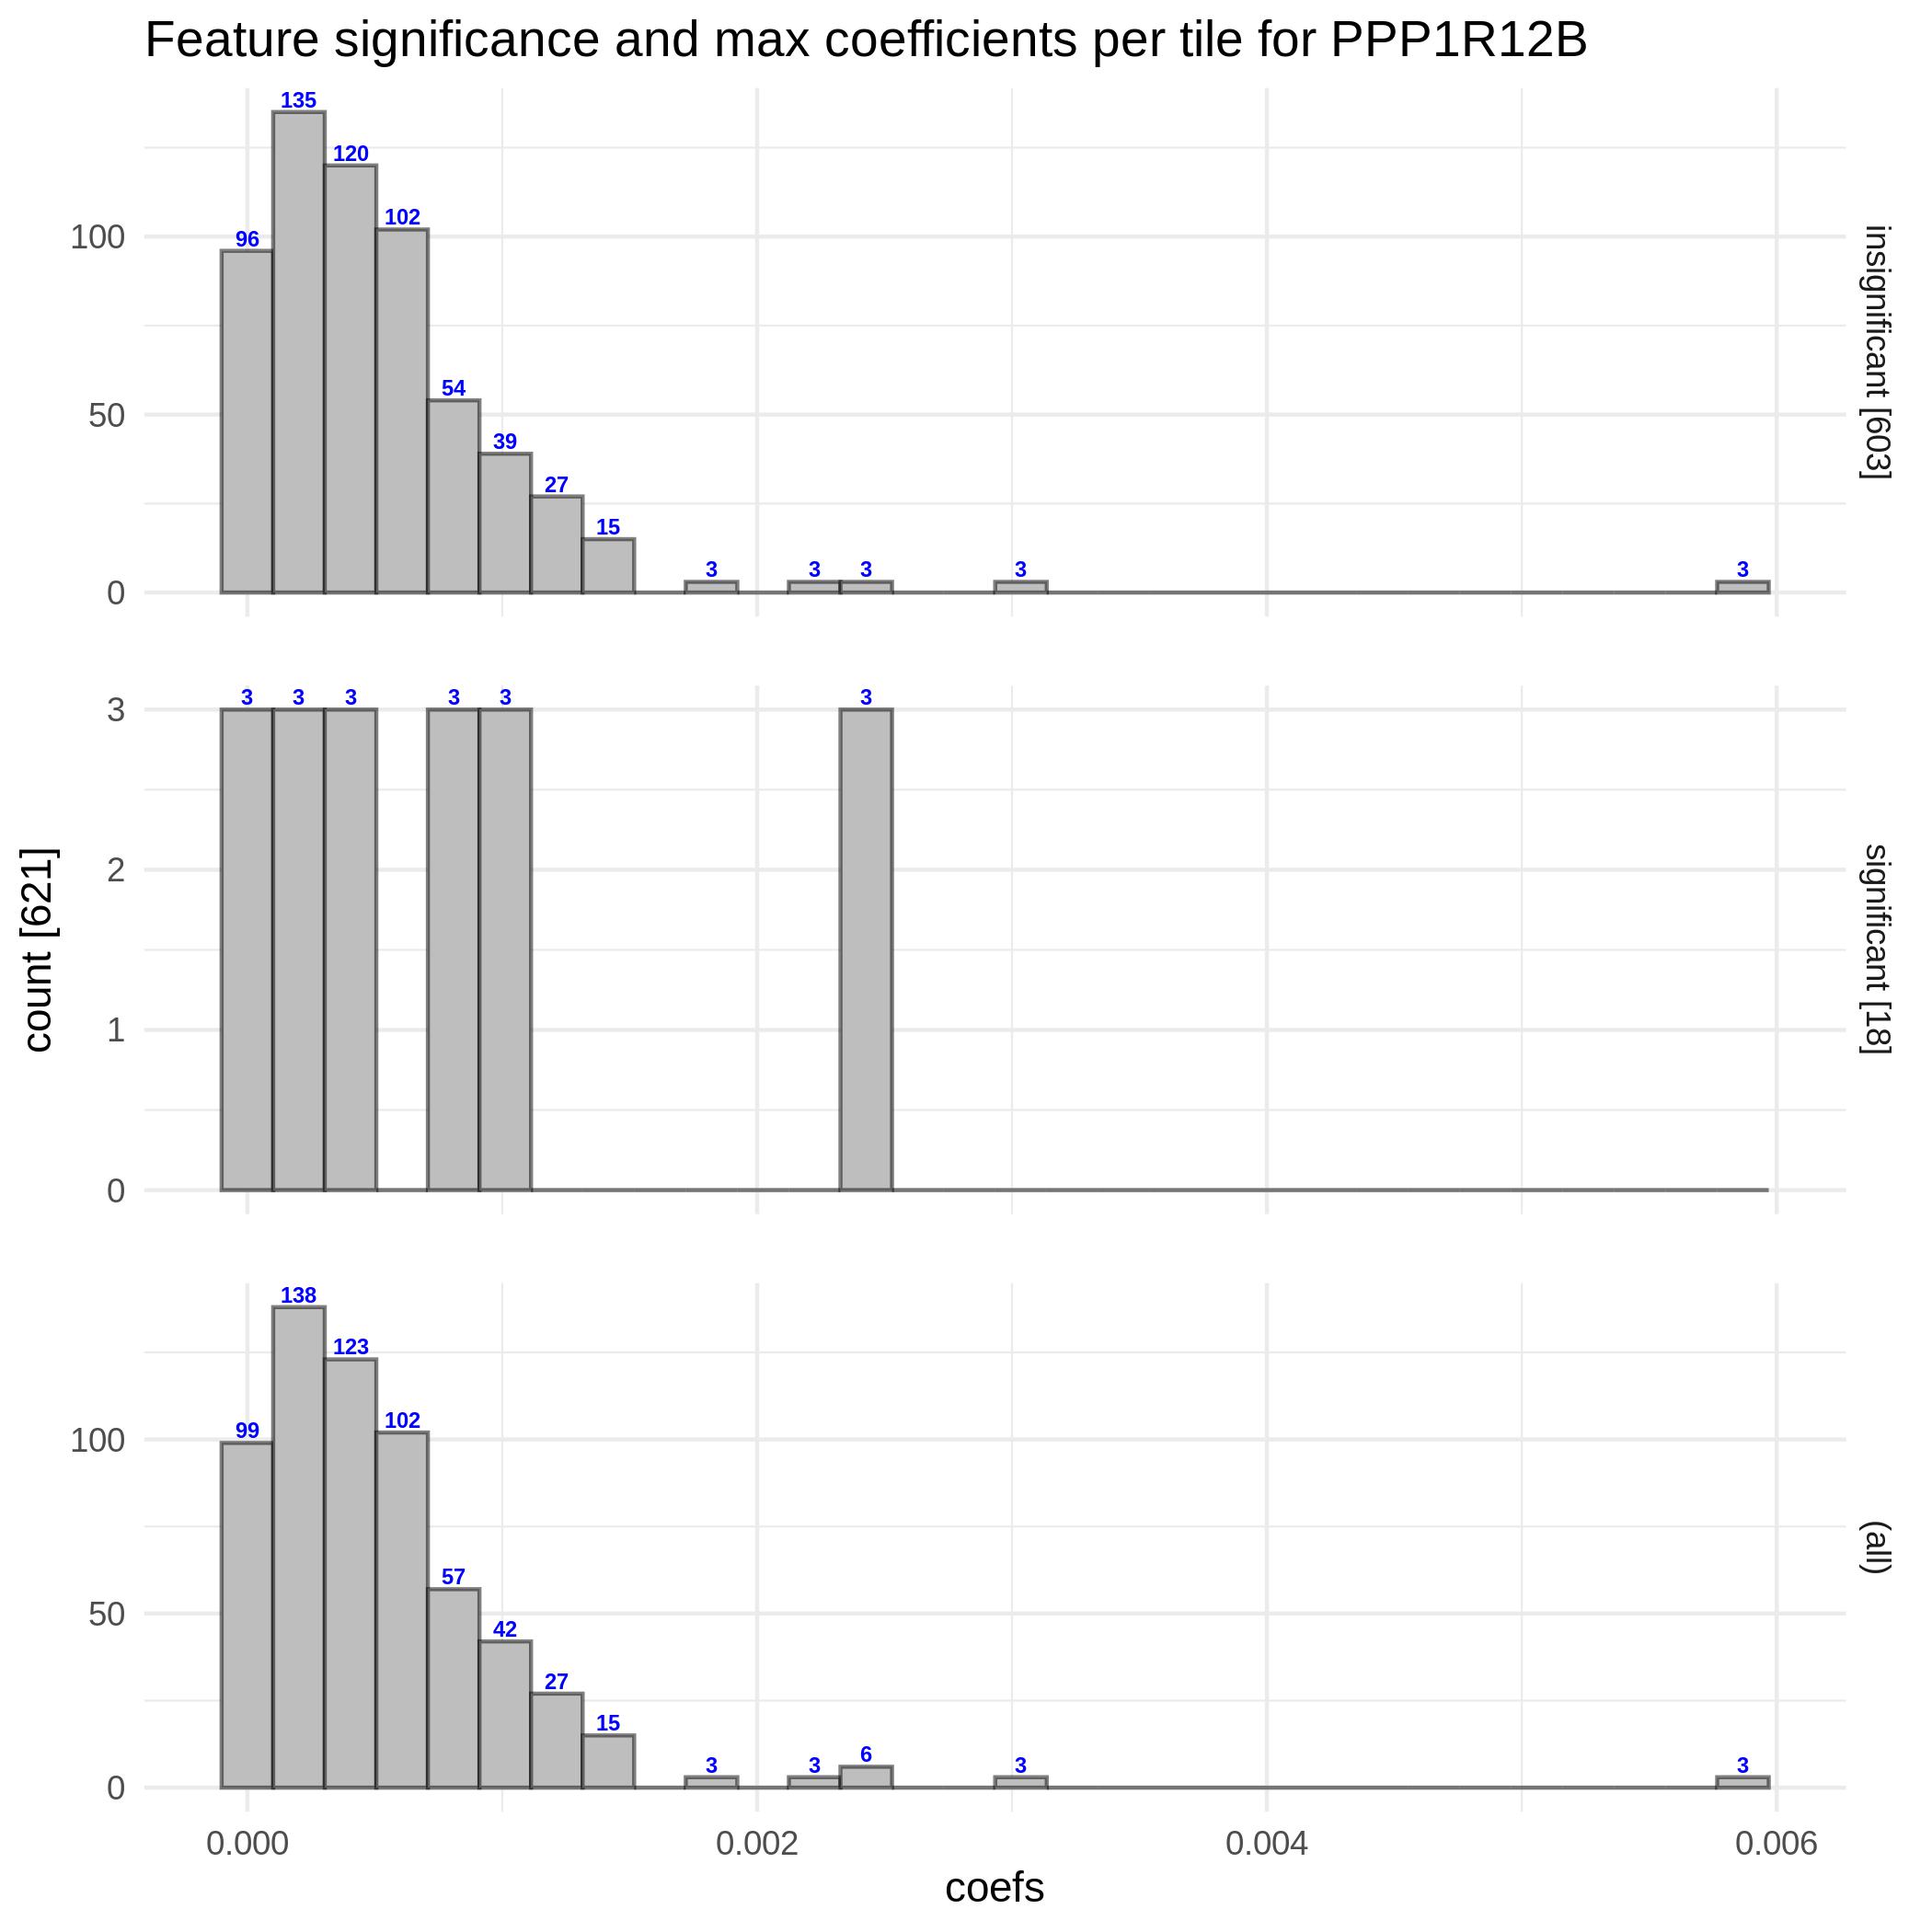 Feature significance and max coefficients per tile for PPP1R12B
135
120
102
96
54
39
27
15
3 3 3 3 3
100
50
0
insignificant [603]
3 3 3 3 3 3
3
2
1
0
significant [18]
count [621]
138
123
102
99
57
42
27
15
3 3 6 3 3
100
50
0
(all)
0.000 0.002 0.004 0.006
coefs